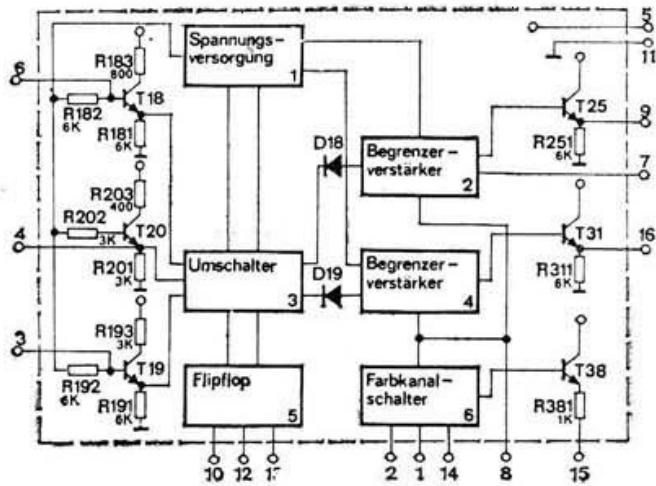 5
11
R183
800
Spannungs-
versorgung
1
6
T18
R182
6K
R181
6K
T25
R251
6K
9
D18
Begrenzer-
verstärker
2
7
R203
400
R202
3K
T20
4
R201
3K
Umschalter
3
D19
Begrenzer-
verstärker
4
T31
16
R311
6K
R193
3K
3
T19
R192
6K
R191
6K
Flipflop
5
Farbkanal-
schalter
6
T38
R381
1K
10
12
2
1
14
8
15